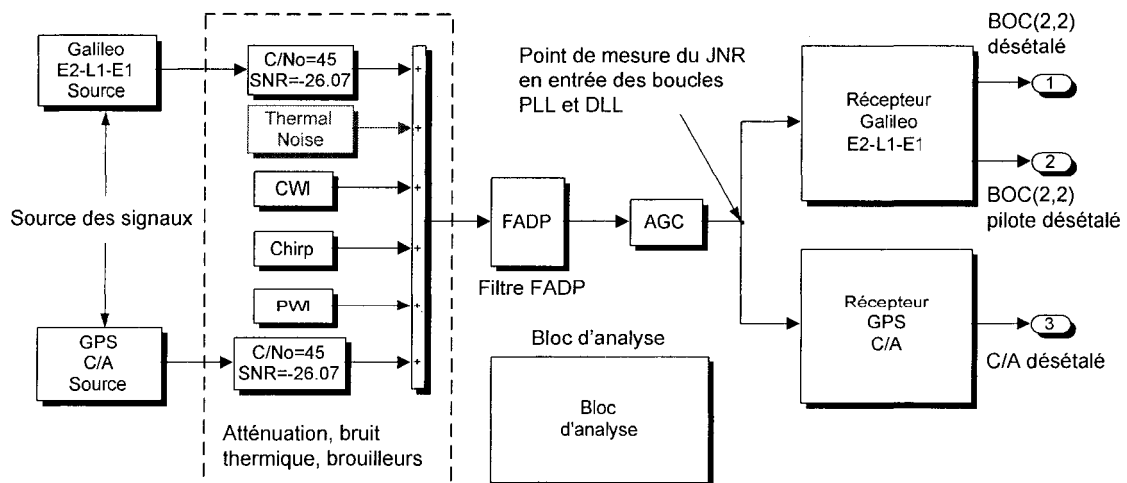 Galileo
E2-L1-E1
Source
Source des signaux
GPS
C/A
Source
C/No=45
SNR=-26.07
Thermal
Noise
CWI
Chirp
PWI
C/No=45
SNR=-26.07
+
+
+
+
+
+
Atténuation, bruit
thermique, brouilleurs
FADP
Filtre FADP
AGC
Point de mesure du JNR
en entrée des boucles
PLL et DLL
Bloc d'analyse
Bloc
d'analyse
Récepteur
Galileo
E2-L1-E1
Récepteur
GPS
C/A
BOC(2,2)
désétalé
1
2
BOC(2,2)
pilote désétalé
3
C/A désétalé